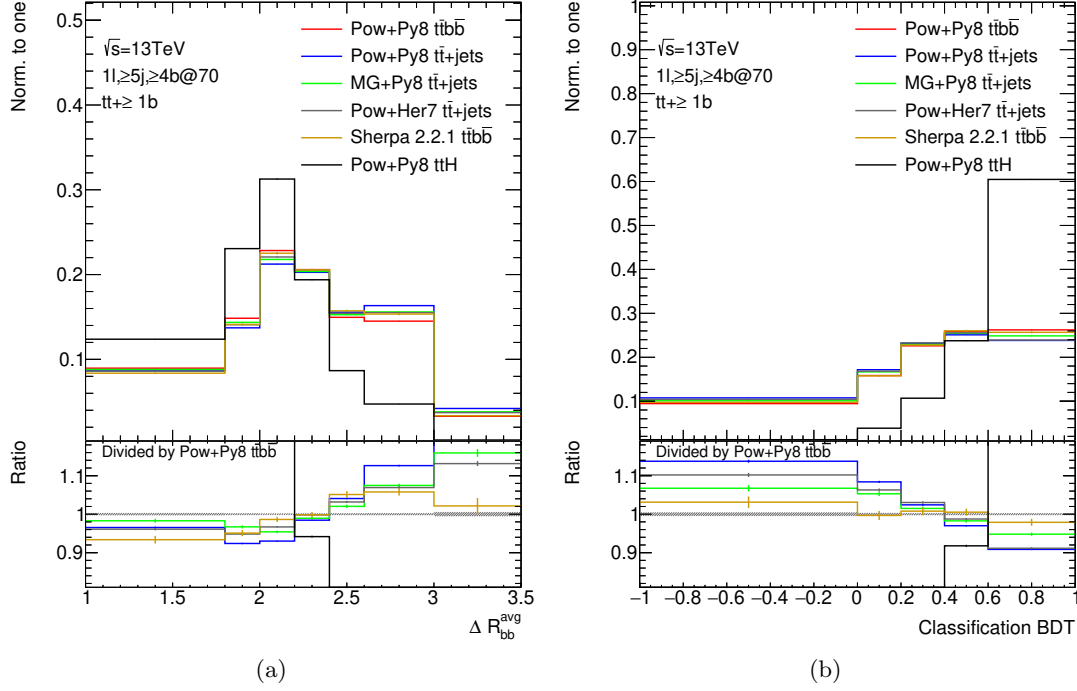 Norm. to one
0.5
0.4
0.3
0.2
0.1
√s=13TeV
1l,≥5j,≥4b@70
tt+≥ 1b
Pow+Py8 tt̄bb̄
Pow+Py8 tt̄+jets
MG+Py8 tt̄+jets
Pow+Her7 tt̄+jets
Sherpa 2.2.1 tt̄bb̄
Pow+Py8 ttH
Ratio
1.1
1
0.9
Divided by Pow+Py8 tt̄bb̄
1 1.5 2 2.5 3 3.5
Δ R_bb^avg
(a)
Norm. to one
1
0.9
0.8
0.7
0.6
0.5
0.4
0.3
0.2
0.1
√s=13TeV
1l,≥5j,≥4b@70
tt+≥ 1b
Pow+Py8 tt̄bb̄
Pow+Py8 tt̄+jets
MG+Py8 tt̄+jets
Pow+Her7 tt̄+jets
Sherpa 2.2.1 tt̄bb̄
Pow+Py8 ttH
Ratio
1.1
1
0.9
Divided by Pow+Py8 tt̄bb̄
−1 −0.8 −0.6 −0.4 −0.2 0 0.2 0.4 0.6 0.8 1
Classification BDT
(b)